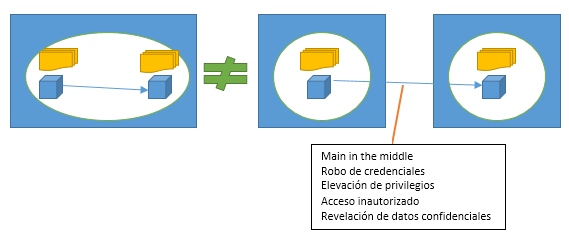 Main in the middle
Robo de credenciales
Elevación de privilegios
Acceso inautorizado
Revelación de datos confidenciales